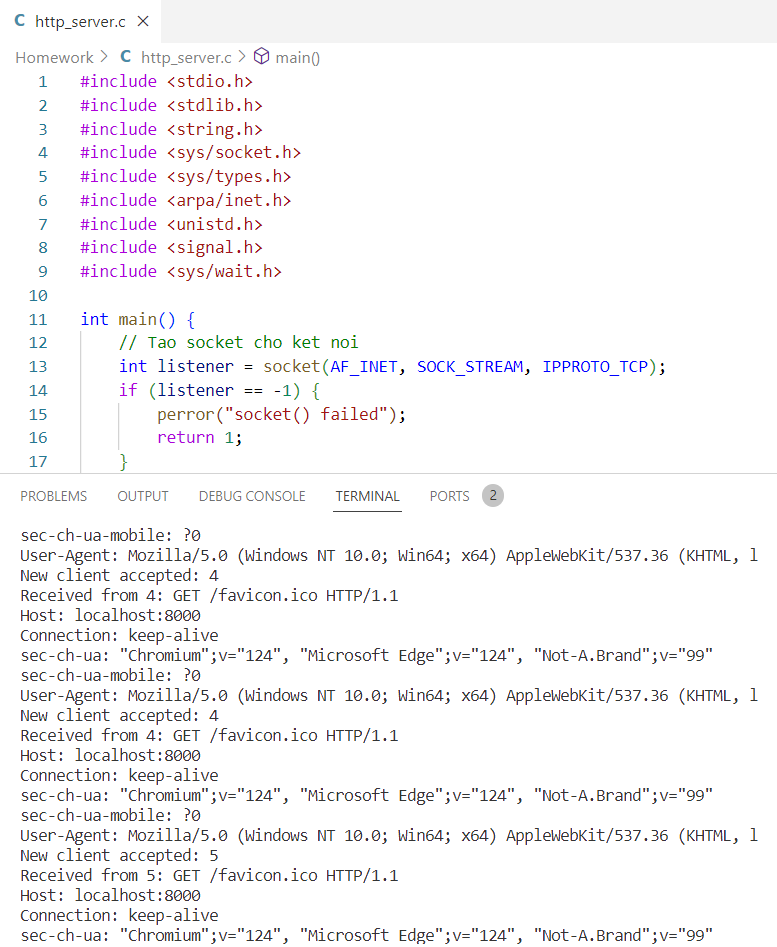 C http_server.c ×
Homework > C http_server.c > main()
1 #include <stdio.h>
2 #include <stdlib.h>
3 #include <string.h>
4 #include <sys/socket.h>
5 #include <sys/types.h>
6 #include <arpa/inet.h>
7 #include <unistd.h>
8 #include <signal.h>
9 #include <sys/wait.h>
10
11 int main() {
12 // Tao socket cho ket noi
13 int listener = socket(AF_INET, SOCK_STREAM, IPPROTO_TCP);
14 if (listener == -1) {
15 perror("socket() failed");
16 return 1;
17 }
PROBLEMS OUTPUT DEBUG CONSOLE TERMINAL PORTS 2
sec-ch-ua-mobile: ?0
User-Agent: Mozilla/5.0 (Windows NT 10.0; Win64; x64) AppleWebKit/537.36 (KHTML, l
New client accepted: 4
Received from 4: GET /favicon.ico HTTP/1.1
Host: localhost:8000
Connection: keep-alive
sec-ch-ua: "Chromium";v="124", "Microsoft Edge";v="124", "Not-A.Brand";v="99"
sec-ch-ua-mobile: ?0
User-Agent: Mozilla/5.0 (Windows NT 10.0; Win64; x64) AppleWebKit/537.36 (KHTML, l
New client accepted: 4
Received from 4: GET /favicon.ico HTTP/1.1
Host: localhost:8000
Connection: keep-alive
sec-ch-ua: "Chromium";v="124", "Microsoft Edge";v="124", "Not-A.Brand";v="99"
sec-ch-ua-mobile: ?0
User-Agent: Mozilla/5.0 (Windows NT 10.0; Win64; x64) AppleWebKit/537.36 (KHTML, l
New client accepted: 5
Received from 5: GET /favicon.ico HTTP/1.1
Host: localhost:8000
Connection: keep-alive
sec-ch-ua: "Chromium";v="124", "Microsoft Edge";v="124", "Not-A.Brand";v="99"